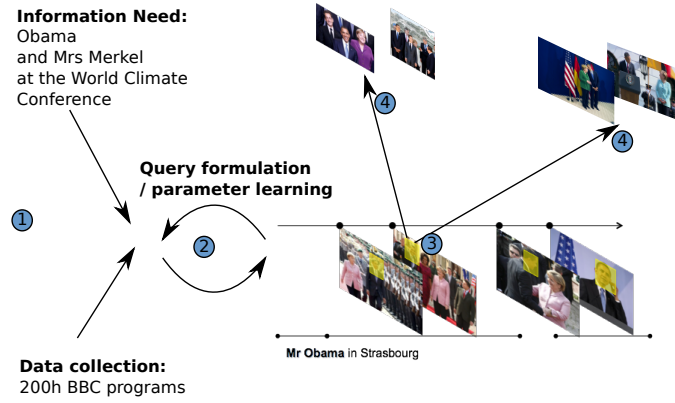 Information Need:
Obama
and Mrs Merkel
at the World Climate
Conference
4
4
Query formulation
/ parameter learning
1
2
3
Mr Obama in Strasbourg
Data collection:
200h BBC programs